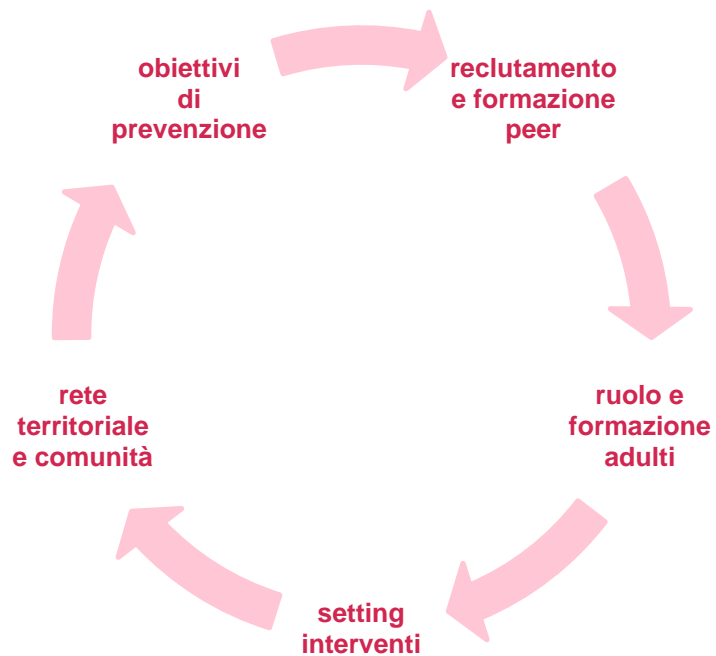 obiettivi
di
prevenzione
reclutamento
e formazione
peer
ruolo e
formazione
adulti
setting
interventi
rete
territoriale
e comunità